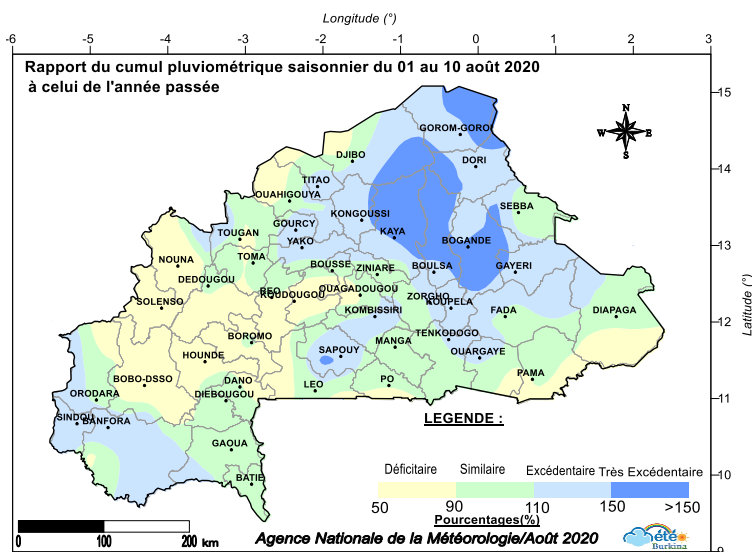 Longitude (°)
-6 -5 -4 -3 -2 -1 0 1 2 3
Rapport du cumul pluviométrique saisonnier du 01 au 10 août 2020
à celui de l'année passée
15
N
W E
S
GOROM-GOROM
DJIBO
DORI
14
TITAO
OUAHIGOUYA
SEBBA
KONGOUSSI
GOURCY
TOUGAN
KAYA
YAKO
BOGANDE
13
NOUNA
TOMA
BOUSSE
ZINIARE
BOULSA
GAYERI
DEDOUGOU
REO
KOUDOUGOU
OUAGADOUGOU
ZORGHO
KOUPELA
SOLENSO
KOMBISSIRI
FADA
DIAPAGA
12
Latitude (°)
BOROMO
TENKODOGO
MANGA
SAPOUY
OUARGAYE
HOUNDE
BOBO-DSSO
DANO
LEO
PO
PAMA
ORODARA
DIEBOUGOU
11
SINDOU
BANFORA
LEGENDE :
GAOUA
BATIE
10
Déficitaire Similaire Excédentaire Très Excédentaire
50 90 110 150 >150
Pourcentages(%)
0 100 200 km
Agence Nationale de la Météorologie/Août 2020
météo
Burkina
9